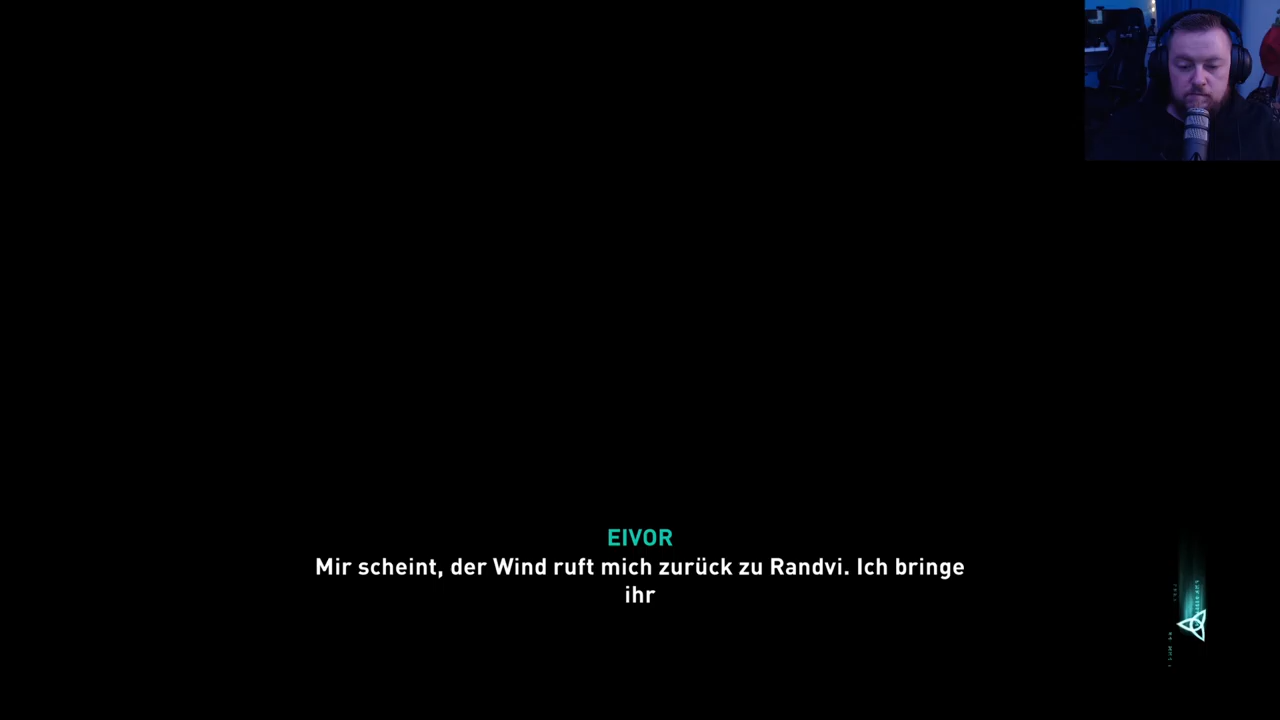 EIVOR
Mir scheint, der Wind ruft mich zurück zu Randvi. Ich bringe
ihr